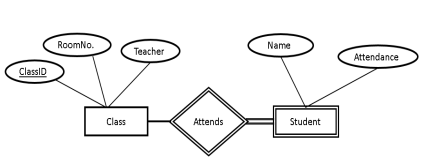 RoomNo.
Teacher
ClassID
Name
Attendance
Class
Attends
Student